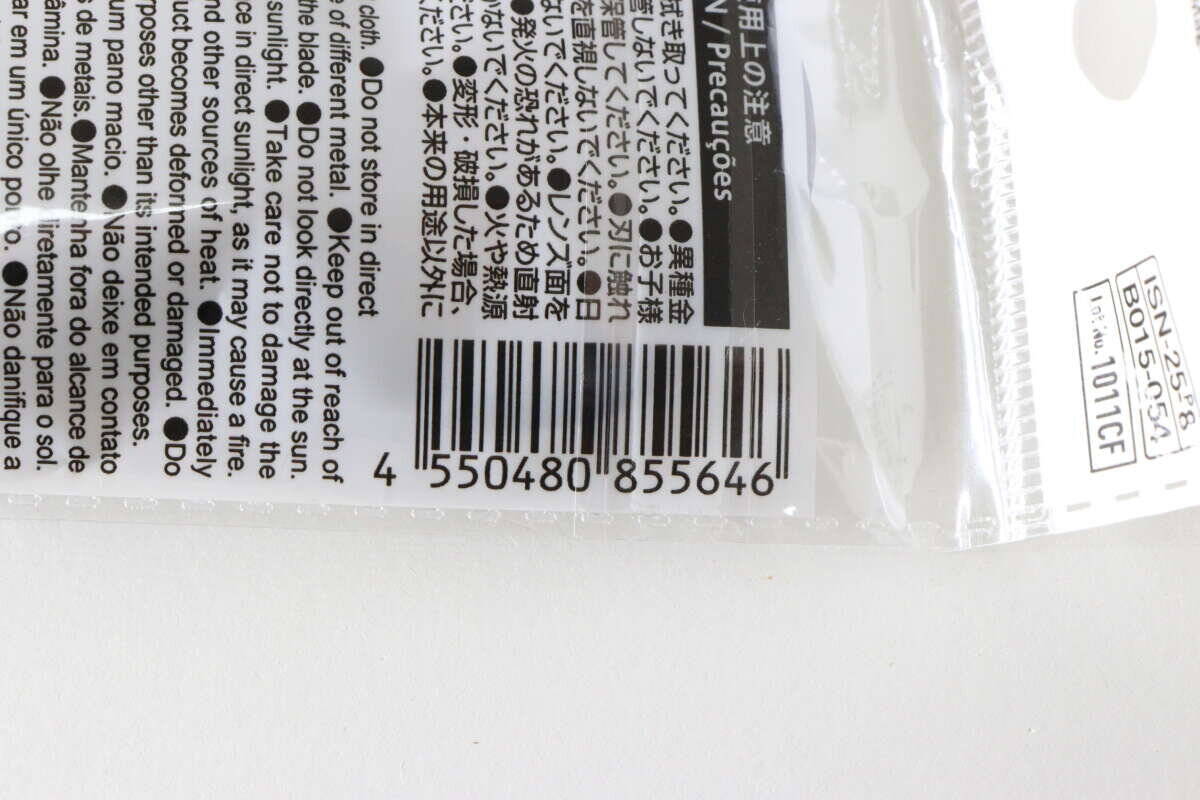 用上の注意
N / Precauções
拭き取ってください。●異種金
管しないでください。●お子様
保管してください。●刃に触れ
を直視しないでください。●日
ないでください。●レンズ面を
●発火の恐れがあるため直射
かないでください。●火や熱源
ださい。●変形・破損した場合、
ください。●本来の用途以外に
cloth. ●Do not store in direct
e of different metal. ●Keep out of reach of
the blade. ●Do not look directly at the sun.
sunlight. ●Take care not to damage the
ce in direct sunlight, as it may cause a fire.
nd other sources of heat. ●Immediately
uct becomes deformed or damaged. ●Do
rposes other than its intended purposes.
um pano macio. ●Não deixe em contato
s de metais.●Mantenha fora do alcance de
âmina. ●Não olhe diretamente para o sol.
ar em um único ponto. ●Não danifique a
4 550480 855646
ISN-25-P8
B015-054
Lot.No. 1011CF